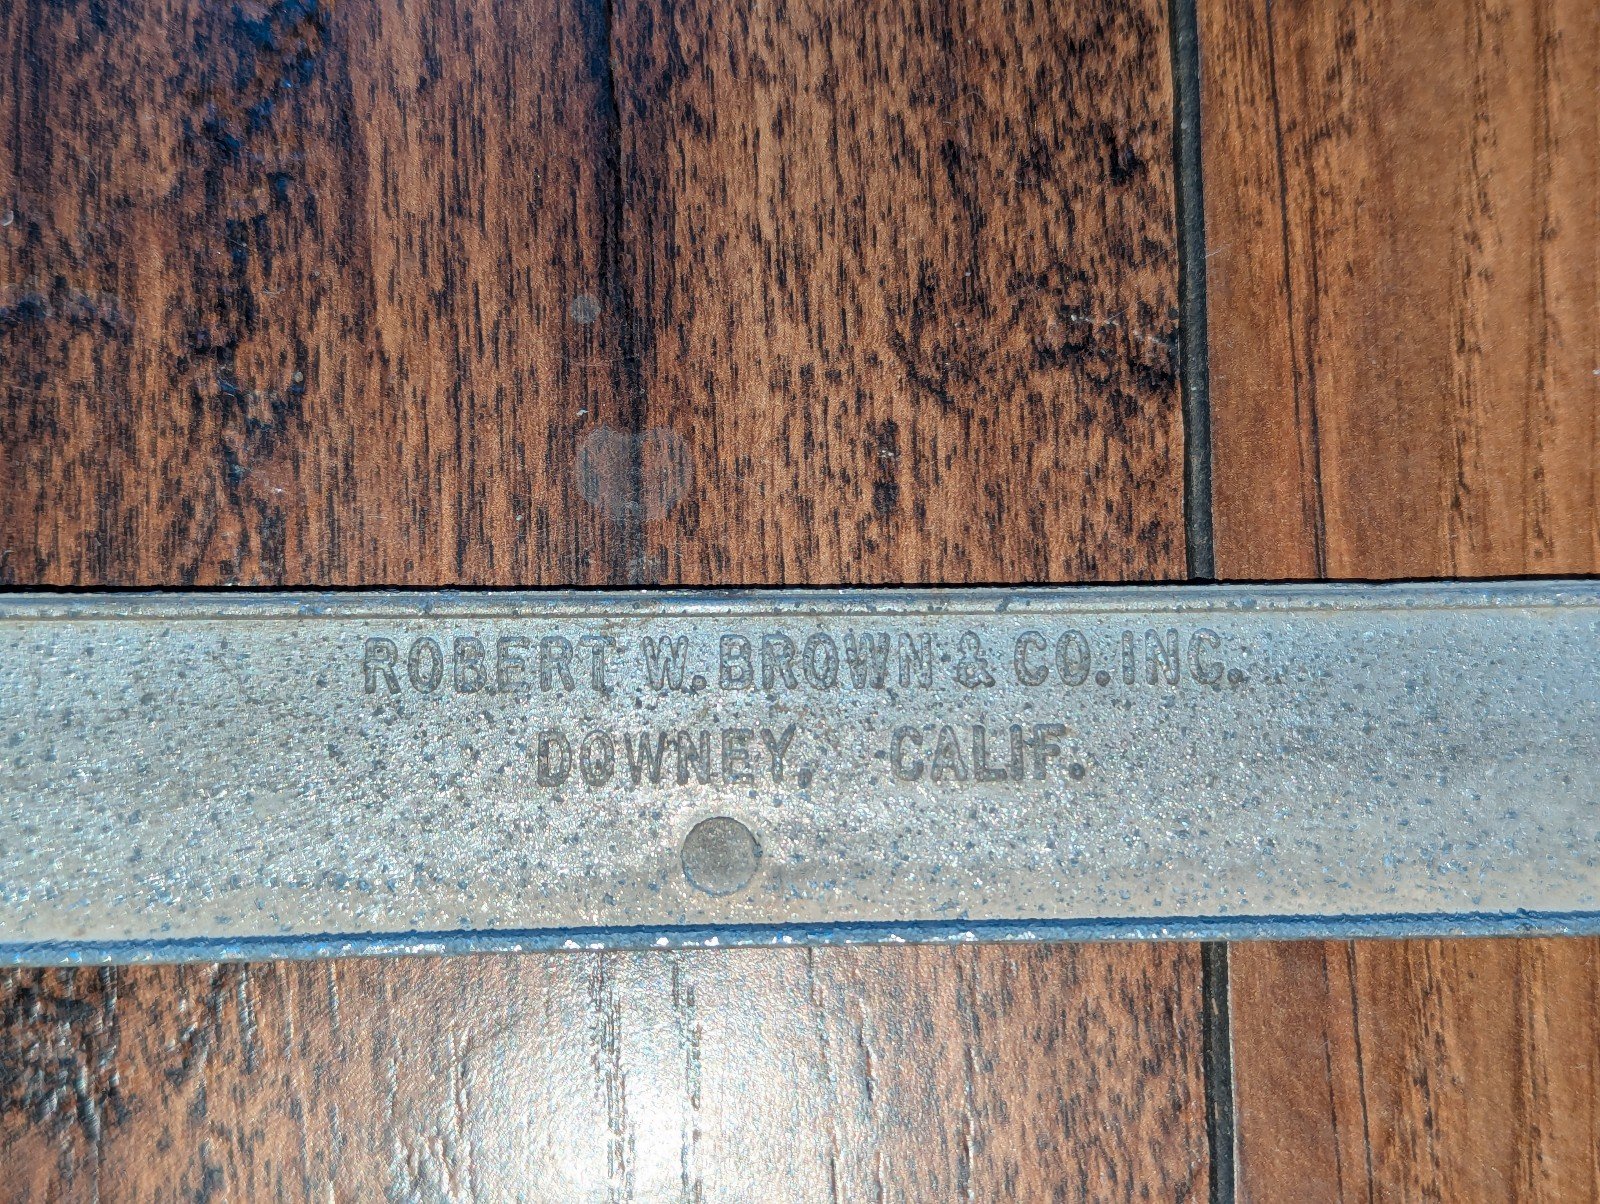 ROBERT W. BROWN & CO. INC.
DOWNEY, CALIF.